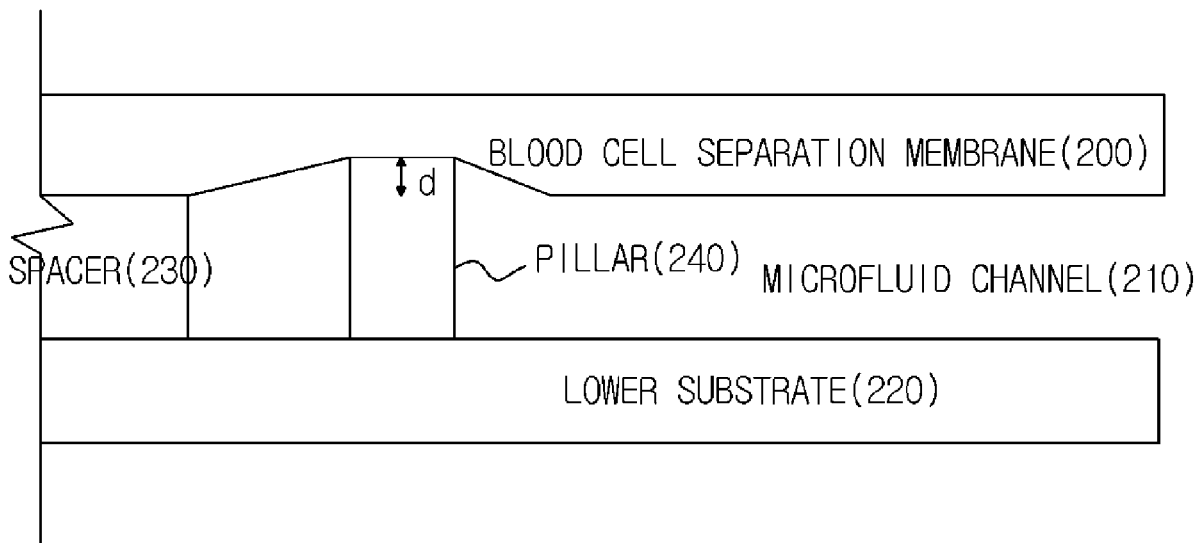 BLOOD CELL SEPARATION MEMBRANE(200)
d
SPACER(230)
PILLAR(240)
MICROFLUID CHANNEL(210)
LOWER SUBSTRATE(220)